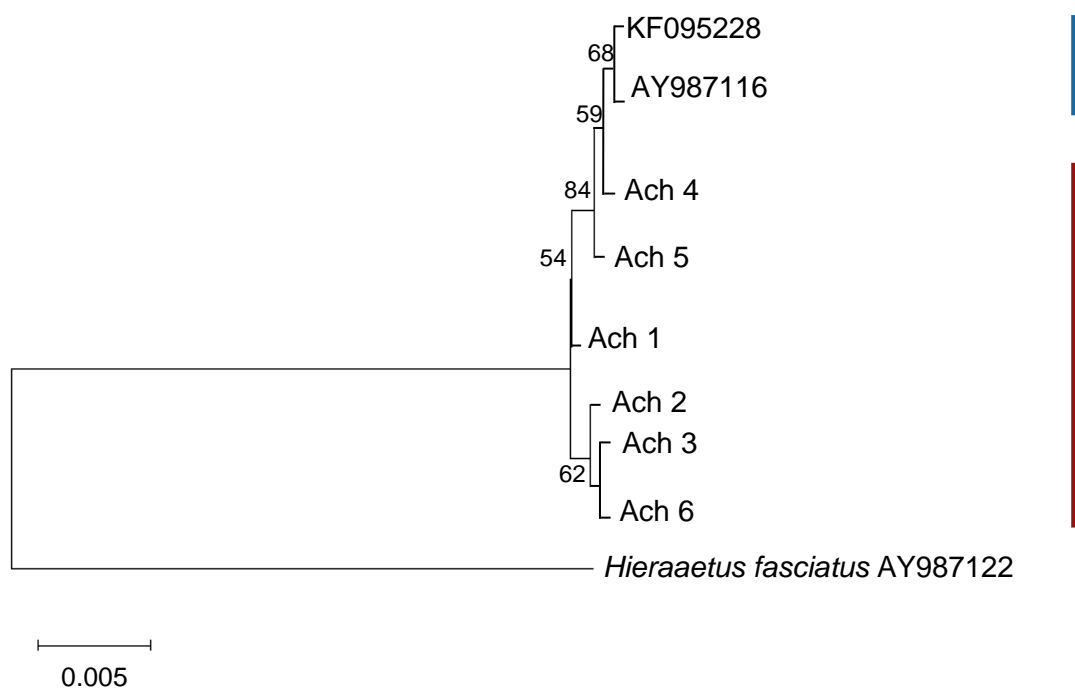 KF095228
68
AY987116
59
Ach 4
84
Ach 5
54
Ach 1
Ach 2
Ach 3
62
Ach 6
Hieraaetus fasciatus AY987122
0.005